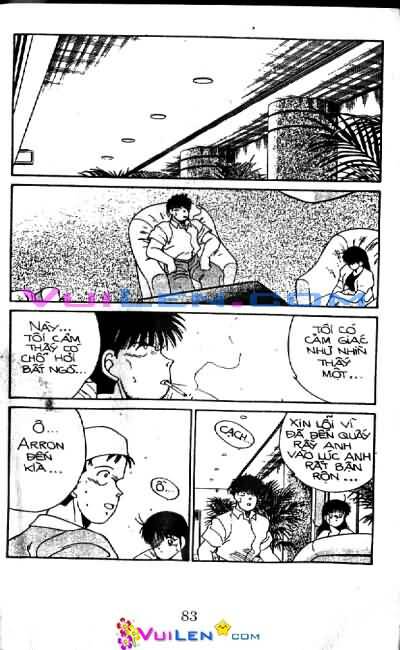 VuiLen.com
NÀY...
TÔI CẢM
THẤY CÓ
CHÔ HƠI
BẤT NGỜ...
TÔI CÓ
CẢM GIÁC
NHƯ NHÌN
THẤY
MỘT...
Ồ...
ARRON
ĐẾN
KÌA...
Ồ.
CẠCH.
XIN LỖI VÌ
ĐÃ ĐẾN QUẤY
RẦY ANH
VÀO LÚC ANH
RẤT BẬN
RỘN...
83
VuiLen.com